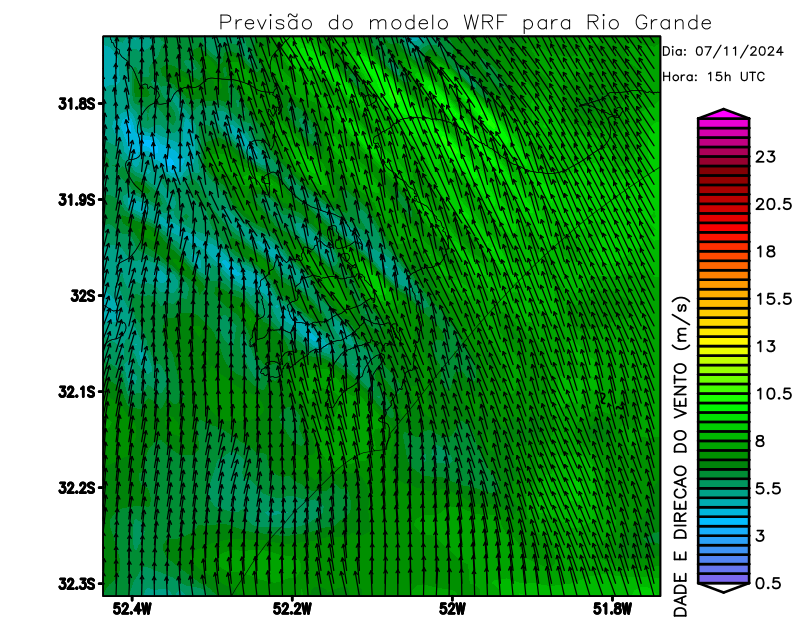 Previsão do modelo WRF para Rio Grande
Dia: 07/11/2024
Hora: 15h UTC
31.8S
31.9S
32S
32.1S
32.2S
32.3S
52.4W
52.2W
52W
51.8W
23
20.5
18
15.5
13
10.5
8
5.5
3
0.5
DADE E DIRECAO DO VENTO (m/s)